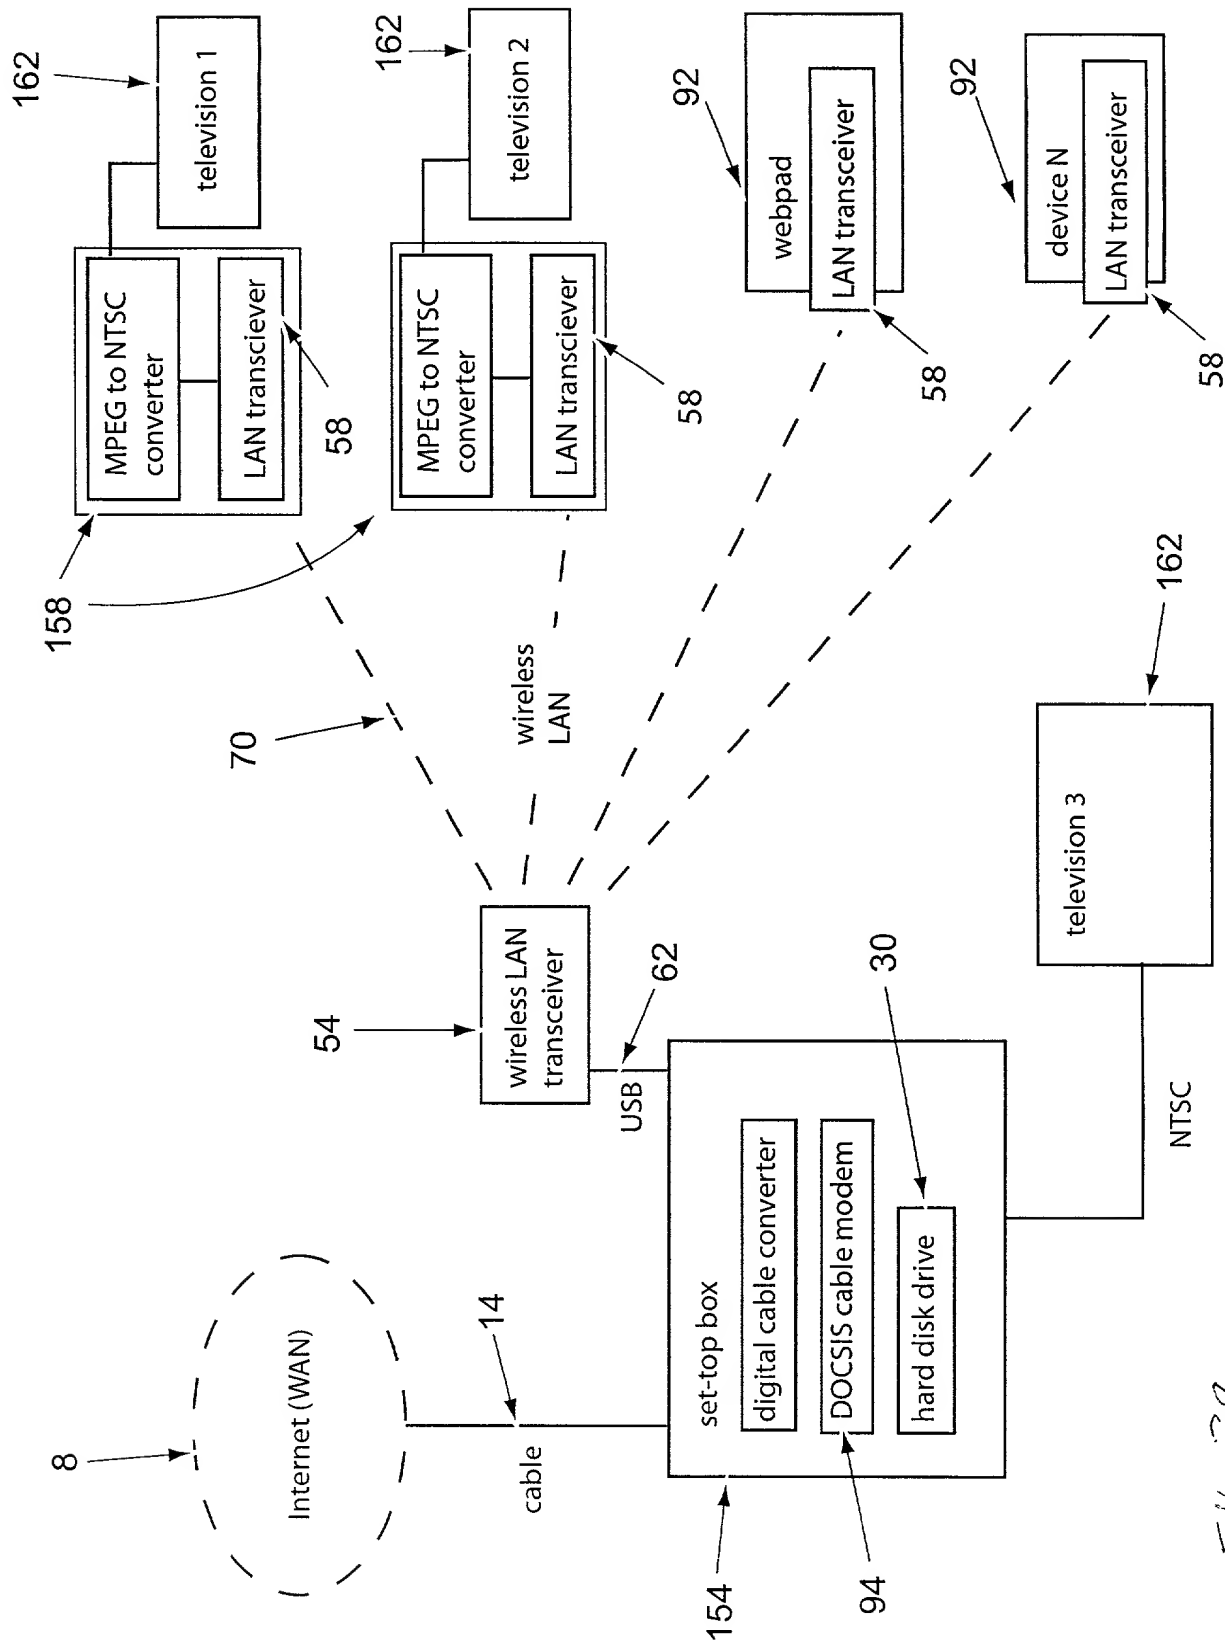 8
Internet (WAN)
14
cable
154
set-top box
digital cable converter
DOCSIS cable modem
94
hard disk drive
30
USB
62
54
wireless LAN
transceiver
NTSC
television 3
162
70
wireless
LAN
158
MPEG to NTSC
converter
LAN transciever
58
television 1
162
MPEG to NTSC
converter
LAN transciever
58
television 2
162
webpad
LAN transceiver
92
58
device N
LAN transceiver
92
58